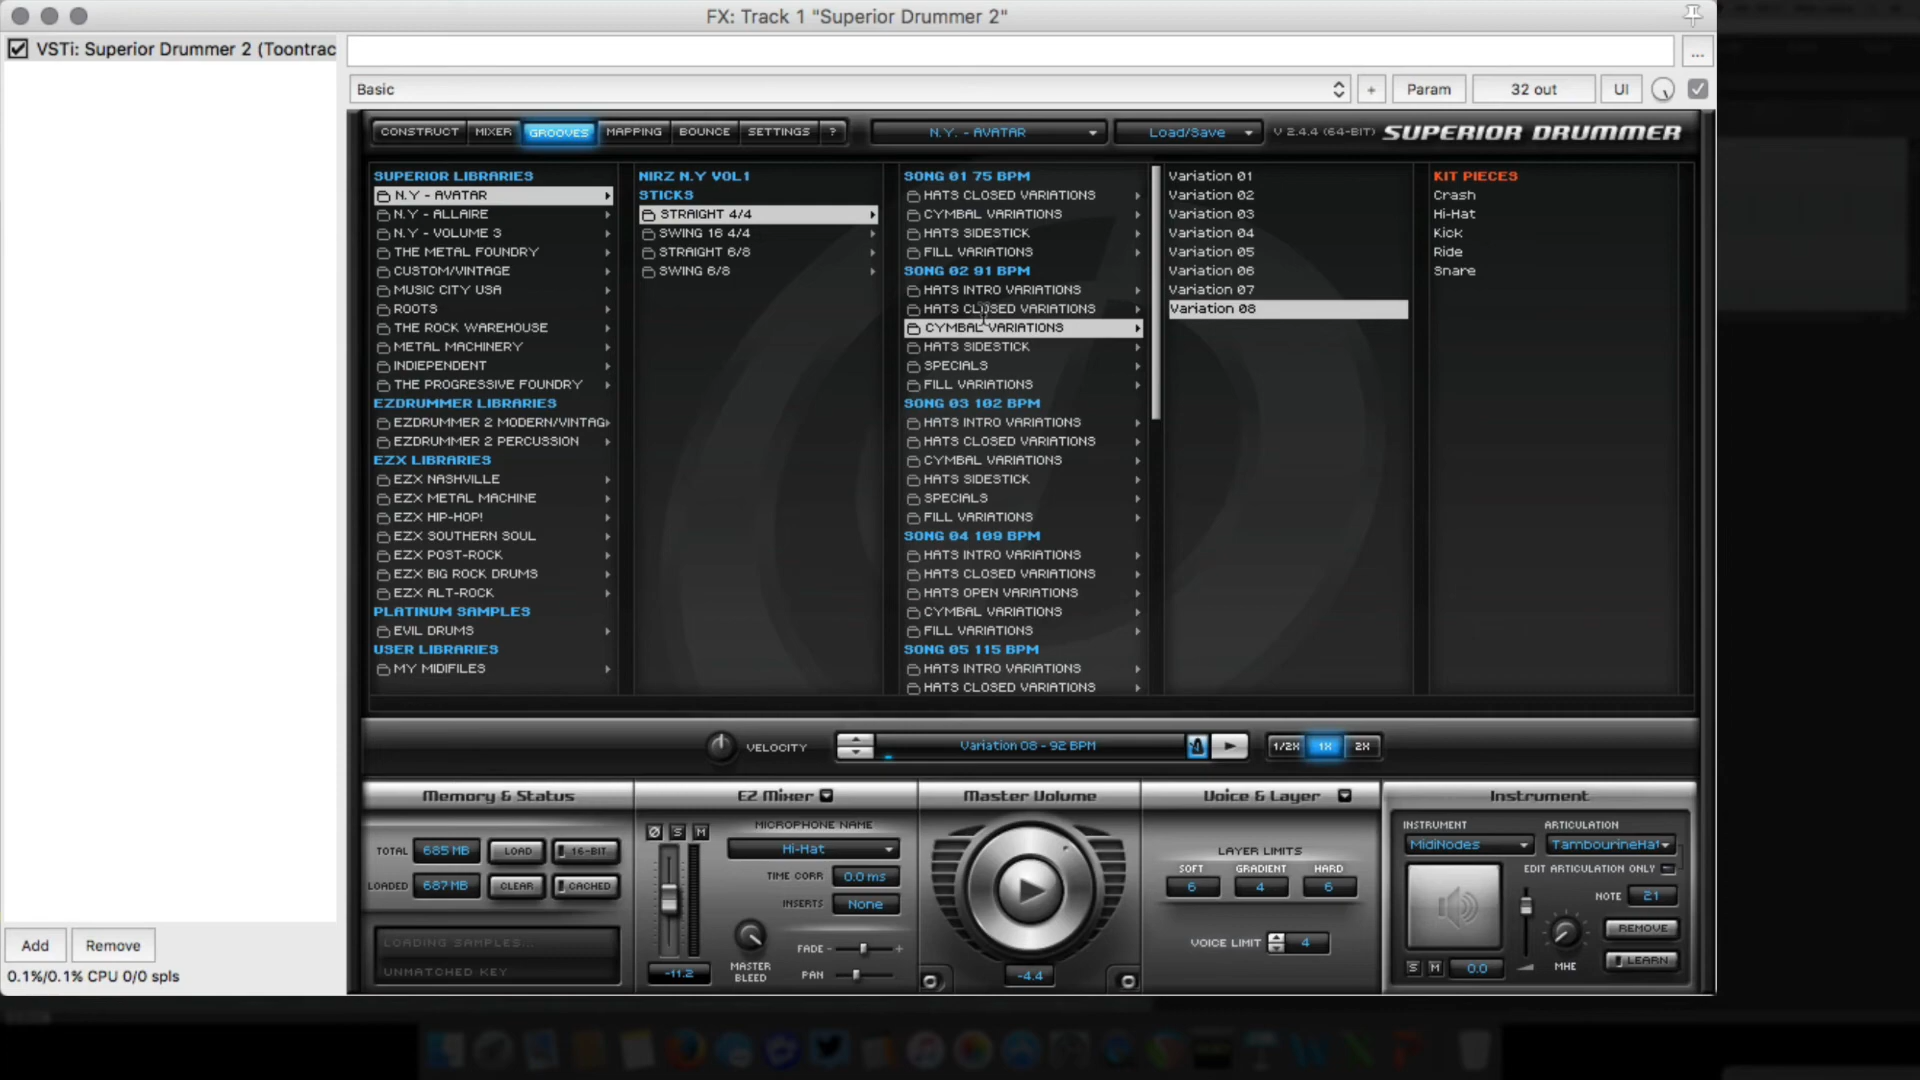 FX: Track 1 "Superior Drummer 2"
VSTi: Superior Drummer 2 (Toontrac
...
Basic
+
Param
32 out
UI
CONSTRUCT
MIXER
GROOVES
MAPPING
BOUNCE
SETTINGS
?
N.Y. - AVATAR
Load/Save
V 2.4.4 (64-BIT)
SUPERIOR DRUMMER
SUPERIOR LIBRARIES
N.Y - AVATAR
N.Y - ALLAIRE
N.Y - VOLUME 3
THE METAL FOUNDRY
CUSTOM/VINTAGE
MUSIC CITY USA
ROOTS
THE ROCK WAREHOUSE
METAL MACHINERY
INDIEPENDENT
THE PROGRESSIVE FOUNDRY
EZDRUMMER LIBRARIES
EZDRUMMER 2 MODERN/VINTAG
EZDRUMMER 2 PERCUSSION
EZX LIBRARIES
EZX NASHVILLE
EZX METAL MACHINE
EZX HIP-HOP!
EZX SOUTHERN SOUL
EZX POST-ROCK
EZX BIG ROCK DRUMS
EZX ALT-ROCK
PLATINUM SAMPLES
EVIL DRUMS
USER LIBRARIES
MY MIDIFILES
NIRZ N.Y VOL1
STICKS
STRAIGHT 4/4
SWING 16 4/4
STRAIGHT 6/8
SWING 6/8
SONG 01 75 BPM
HATS CLOSED VARIATIONS
CYMBAL VARIATIONS
HATS SIDESTICK
FILL VARIATIONS
SONG 02 91 BPM
HATS INTRO VARIATIONS
HATS CLOSED VARIATIONS
CYMBAL VARIATIONS
HATS SIDESTICK
SPECIALS
FILL VARIATIONS
SONG 03 102 BPM
HATS INTRO VARIATIONS
HATS CLOSED VARIATIONS
CYMBAL VARIATIONS
HATS SIDESTICK
SPECIALS
FILL VARIATIONS
SONG 04 109 BPM
HATS INTRO VARIATIONS
HATS CLOSED VARIATIONS
HATS OPEN VARIATIONS
CYMBAL VARIATIONS
FILL VARIATIONS
SONG 05 115 BPM
HATS INTRO VARIATIONS
HATS CLOSED VARIATIONS
Variation 01
Variation 02
Variation 03
Variation 04
Variation 05
Variation 06
Variation 07
Variation 08
KIT PIECES
Crash
Hi-Hat
Kick
Ride
Snare
VELOCITY
Variation 08 - 92 BPM
1/2X
1X
2X
Memory & Status
TOTAL
685 MB
LOAD
16-BIT
LOADED
687 MB
CLEAR
CACHED
LOADING SAMPLES...
UNMATCHED KEY
EZ Mixer
Ø
S
M
MICROPHONE NAME
Hi-Hat
TIME CORR
0.0 ms
INSERTS
None
MASTER
BLEED
FADE - +
PAN
-11.2
Master Volume
-4.4
Voice & Layer
LAYER LIMITS
SOFT
GRADIENT
HARD
6
4
6
VOICE LIMIT
4
Instrument
INSTRUMENT
ARTICULATION
MidiNodes
TambourineHat
EDIT ARTICULATION ONLY
NOTE
21
REMOVE
LEARN
S
M
0.0
MHE
Add
Remove
0.1%/0.1% CPU 0/0 spls